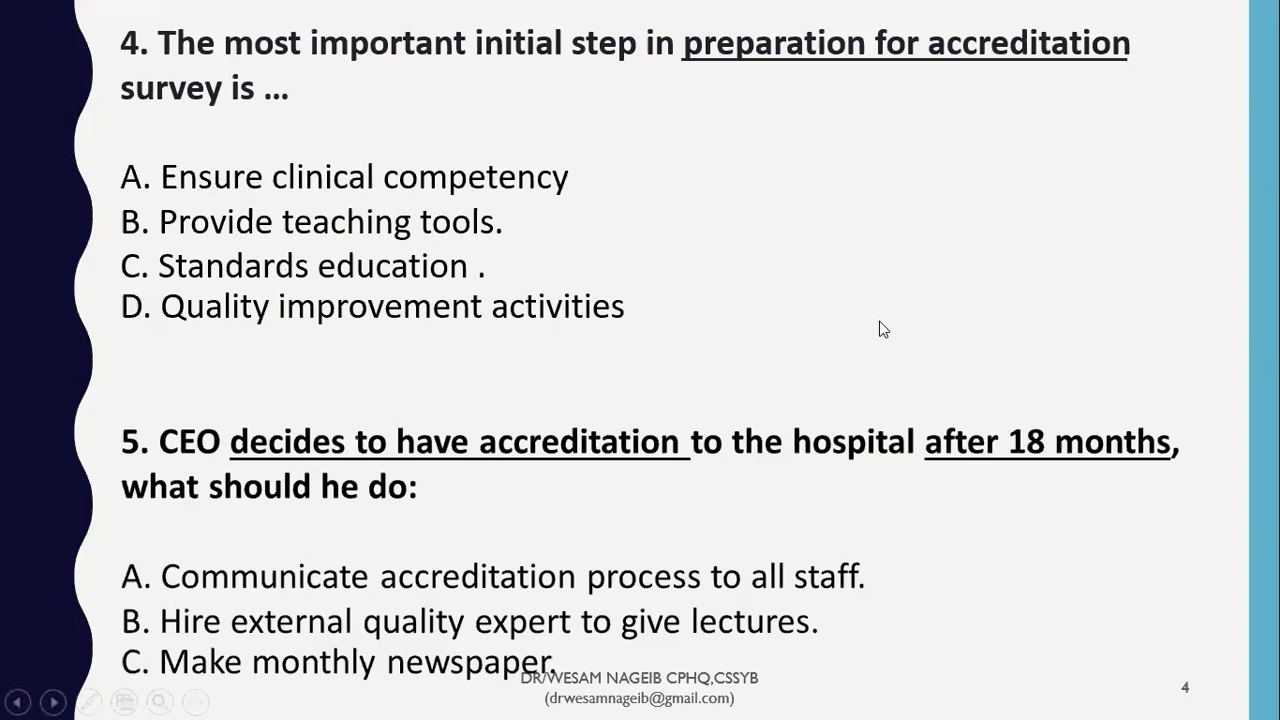 4. The most important initial step in preparation for accreditation
survey is ...
A. Ensure clinical competency
B. Provide teaching tools.
C. Standards education .
D. Quality improvement activities
5. CEO decides to have accreditation to the hospital after 18 months,
what should he do:
A. Communicate accreditation process to all staff.
B. Hire external quality expert to give lectures.
C. Make monthly newspaper.
DR/WESAM NAGEIB CPHQ,CSSYB
(drwesamnageib@gmail.com)
4